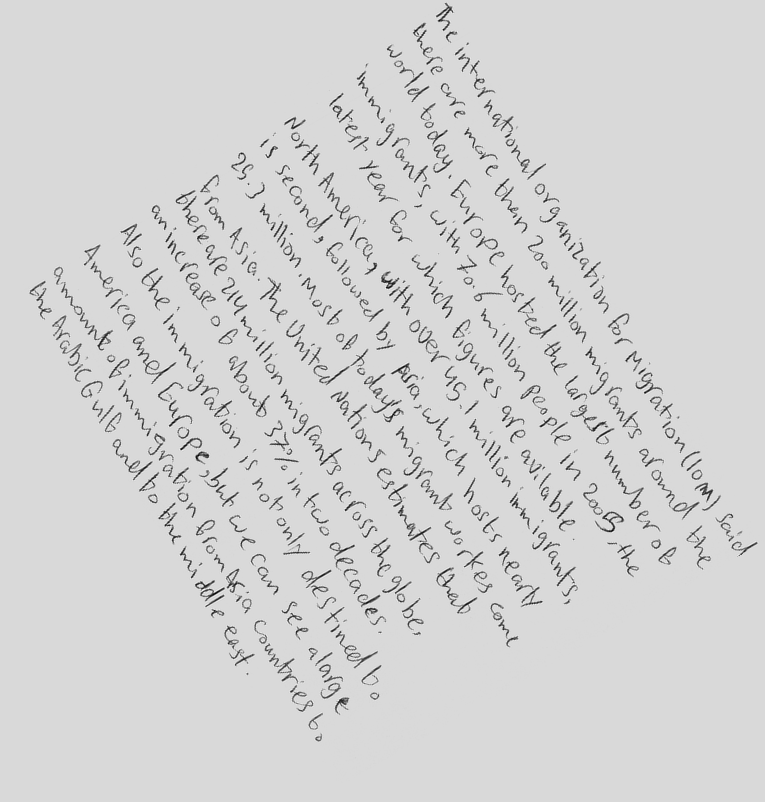 The international organization for Migration (IOM) said
there are more than 200 million migrants around the
world today. Europe hosted the largest number of
immigrants, with 70.6 million people in 2005, the
latest year for which figures are avilable.
North America, with over 45.1 million immigrants,
is second, followed by Asia, which hosts nearly
25.3 million. Most of today's migrant workes come
from Asia. The United Nations estimates that
there are 214 million migrants across the globe,
an increase of about 37% in two decades.
Also the immigration is not only destined to
America and Europe, but we can see a large
amount of immigration from Asia countries to
the Arabic Gulf and to the middle east.